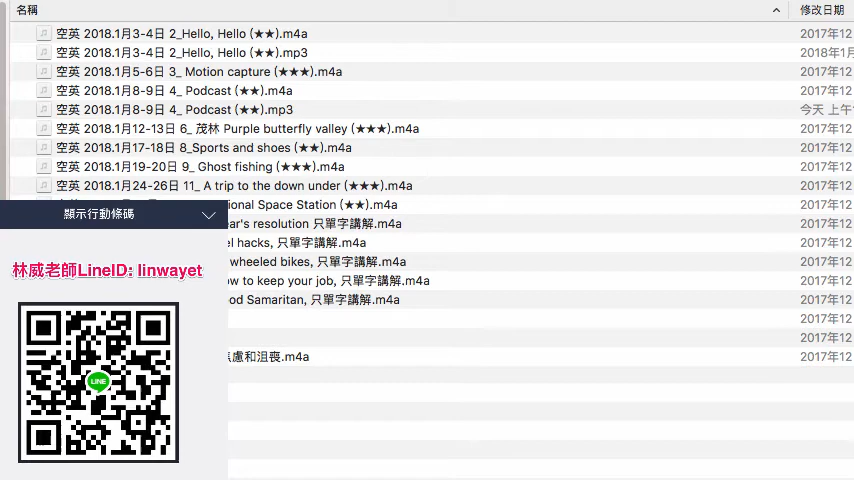 名稱
修改日期
空英 2018.1月3-4日 2_Hello, Hello (★★).m4a
2017年12
空英 2018.1月3-4日 2_Hello, Hello (★★).mp3
2018年1月
空英 2018.1月5-6日 3_ Motion capture (★★★).m4a
2017年12
空英 2018.1月8-9日 4_ Podcast (★★).m4a
2017年12
空英 2018.1月8-9日 4_ Podcast (★★).mp3
今天 上午
空英 2018.1月12-13日 6_ 茂林 Purple butterfly valley (★★★).m4a
2017年12
空英 2018.1月17-18日 8_Sports and shoes (★★).m4a
2017年12
空英 2018.1月19-20日 9_ Ghost fishing (★★★).m4a
2017年12
空英 2018.1月24-26日 11_ A trip to the down under (★★★).m4a
2017年12
ional Space Station (★★).m4a
2017年12
ear's resolution 只單字講解.m4a
2017年12
el hacks, 只單字講解.m4a
2017年12
wheeled bikes, 只單字講解.m4a
2017年12
ow to keep your job, 只單字講解.m4a
2017年12
ood Samaritan, 只單字講解.m4a
2017年12
2017年12
2017年12
焦慮和沮喪.m4a
2017年12
顯示行動條碼
林威老師LineID: linwayet
LINE